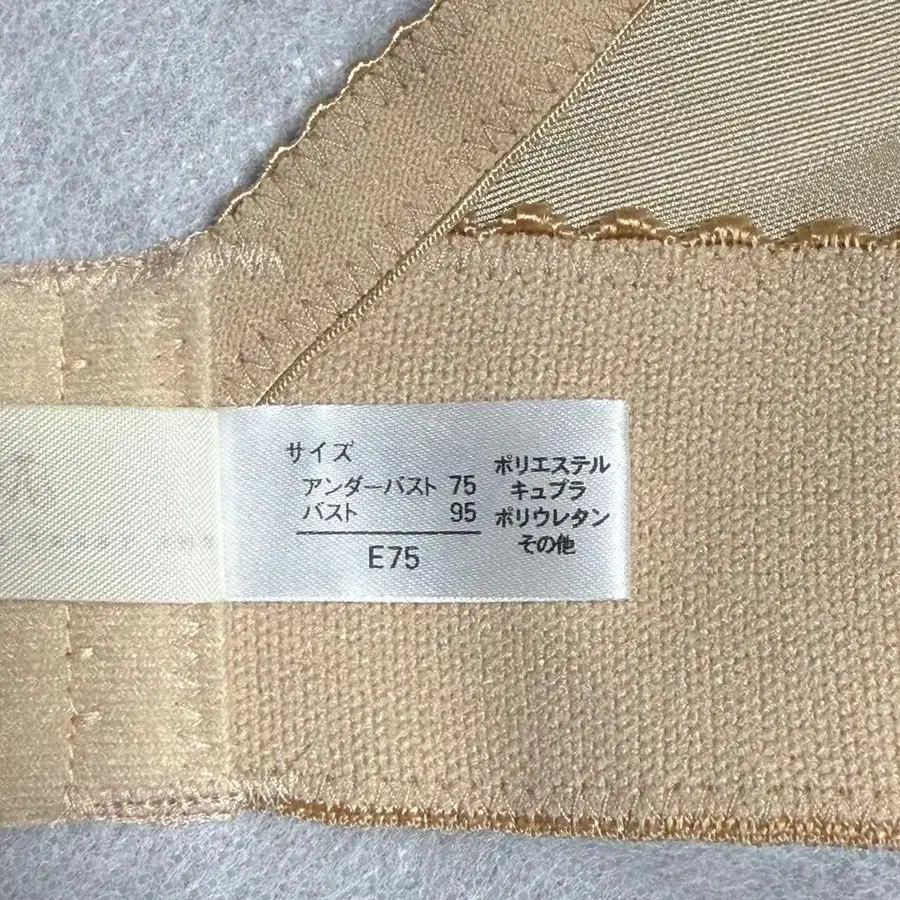 サイズ
アンダーバスト 75
バスト 95
E75
ポリエステル
キュプラ
ポリウレタン
その他